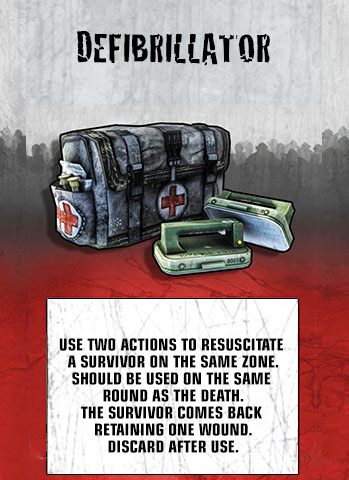 DEFIBRILLATOR
USE TWO ACTIONS TO RESUSCITATE
A SURVIVOR ON THE SAME ZONE.
SHOULD BE USED ON THE SAME
ROUND AS THE DEATH.
THE SURVIVOR COMES BACK
RETAINING ONE WOUND.
DISCARD AFTER USE.